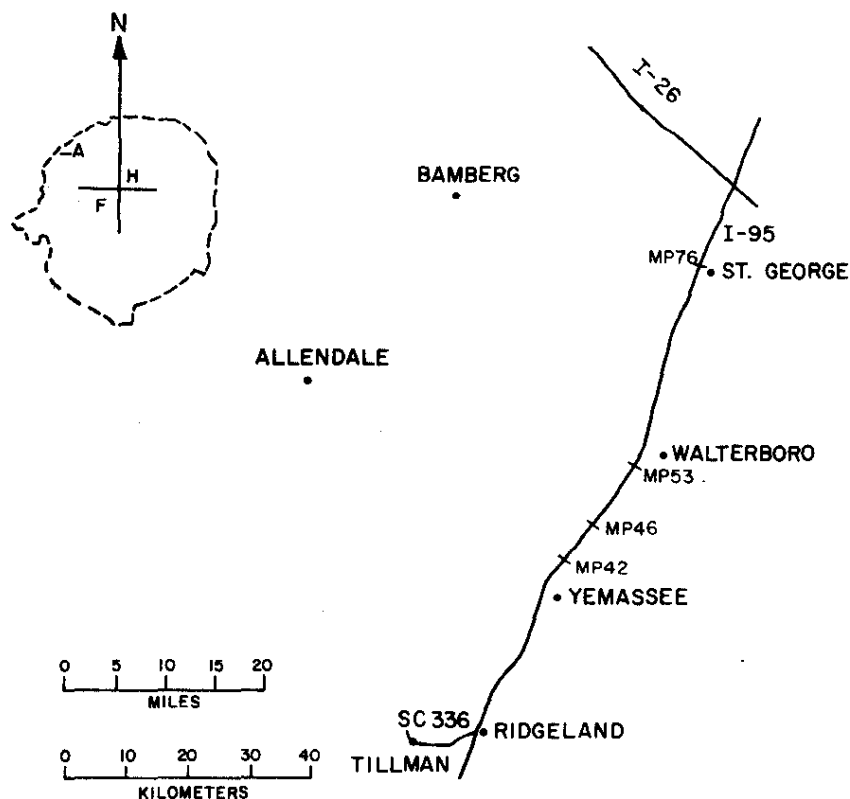 N
I-26
A
H
F
BAMBERG
I-95
MP76
ST. GEORGE
ALLENDALE
WALTERBORO
MP53
MP46
MP42
YEMASSEE
0 5 10 15 20
MILES
SC 336
RIDGELAND
TILLMAN
0 10 20 30 40
KILOMETERS